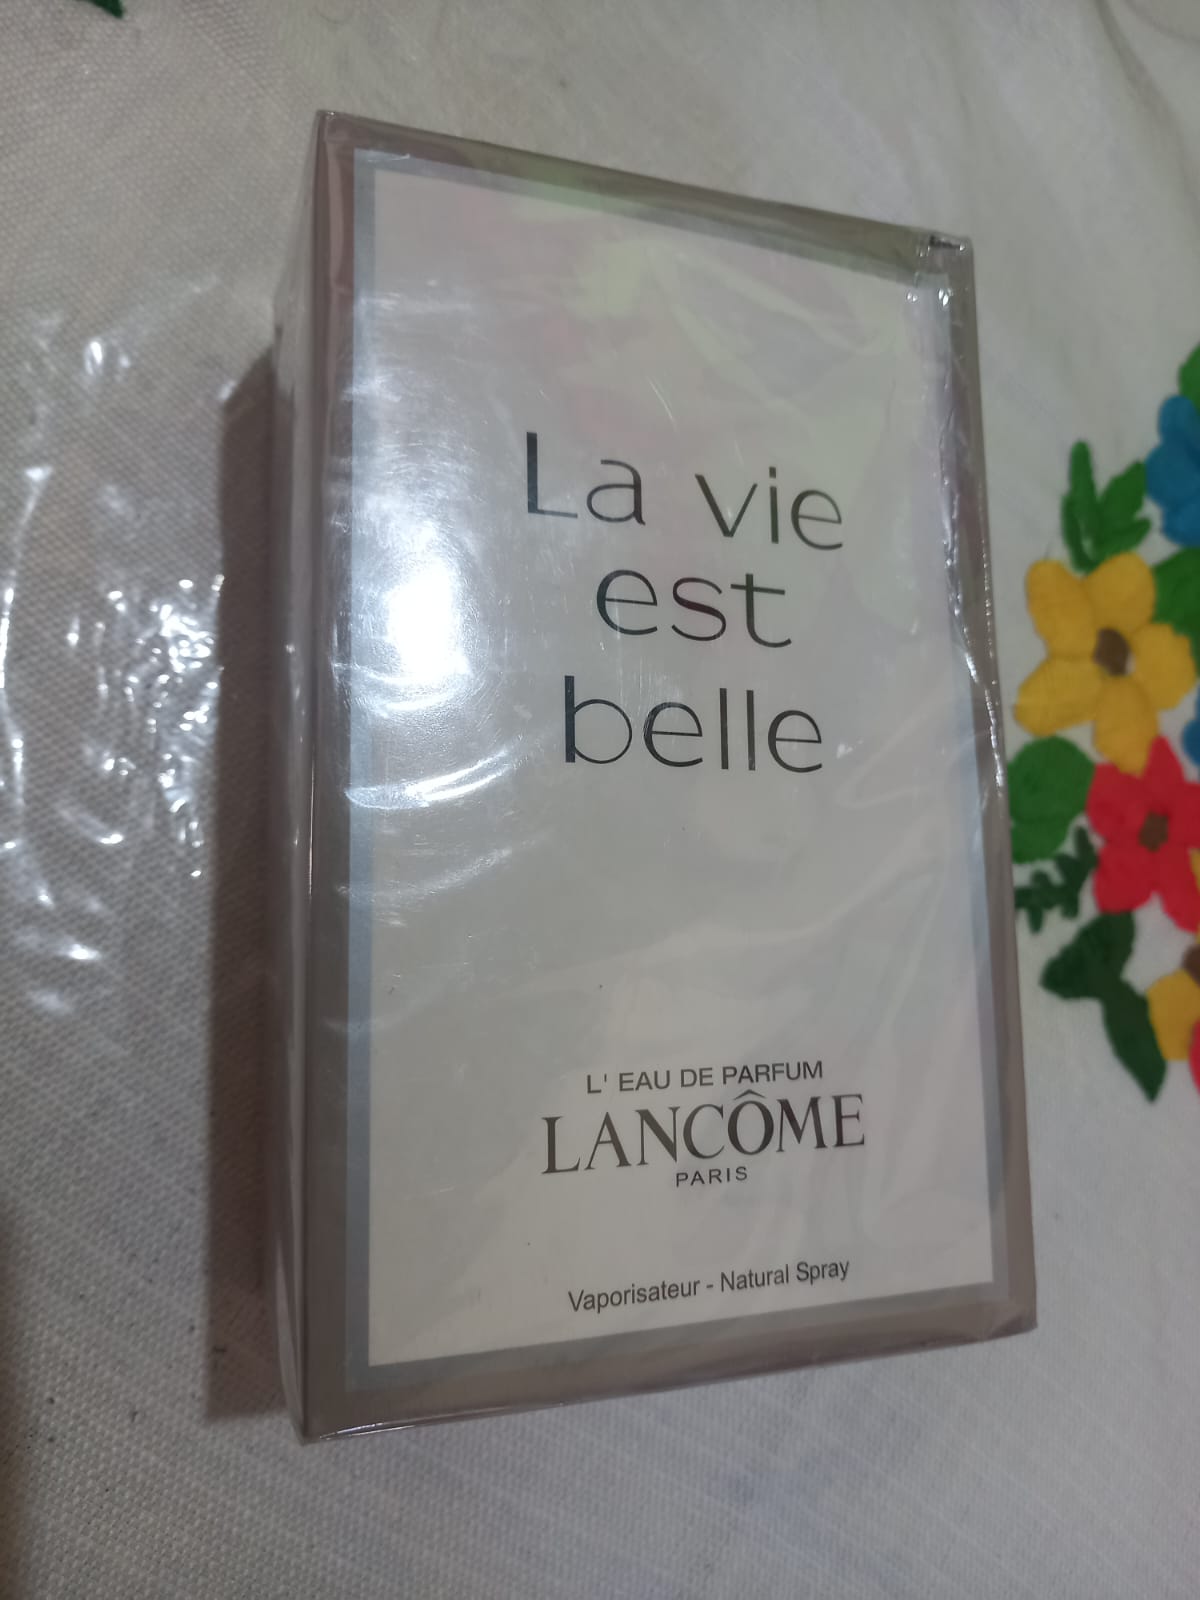 La vie
est
belle
L' EAU DE PARFUM
LANCÔME
PARIS
Vaporisateur - Natural Spray